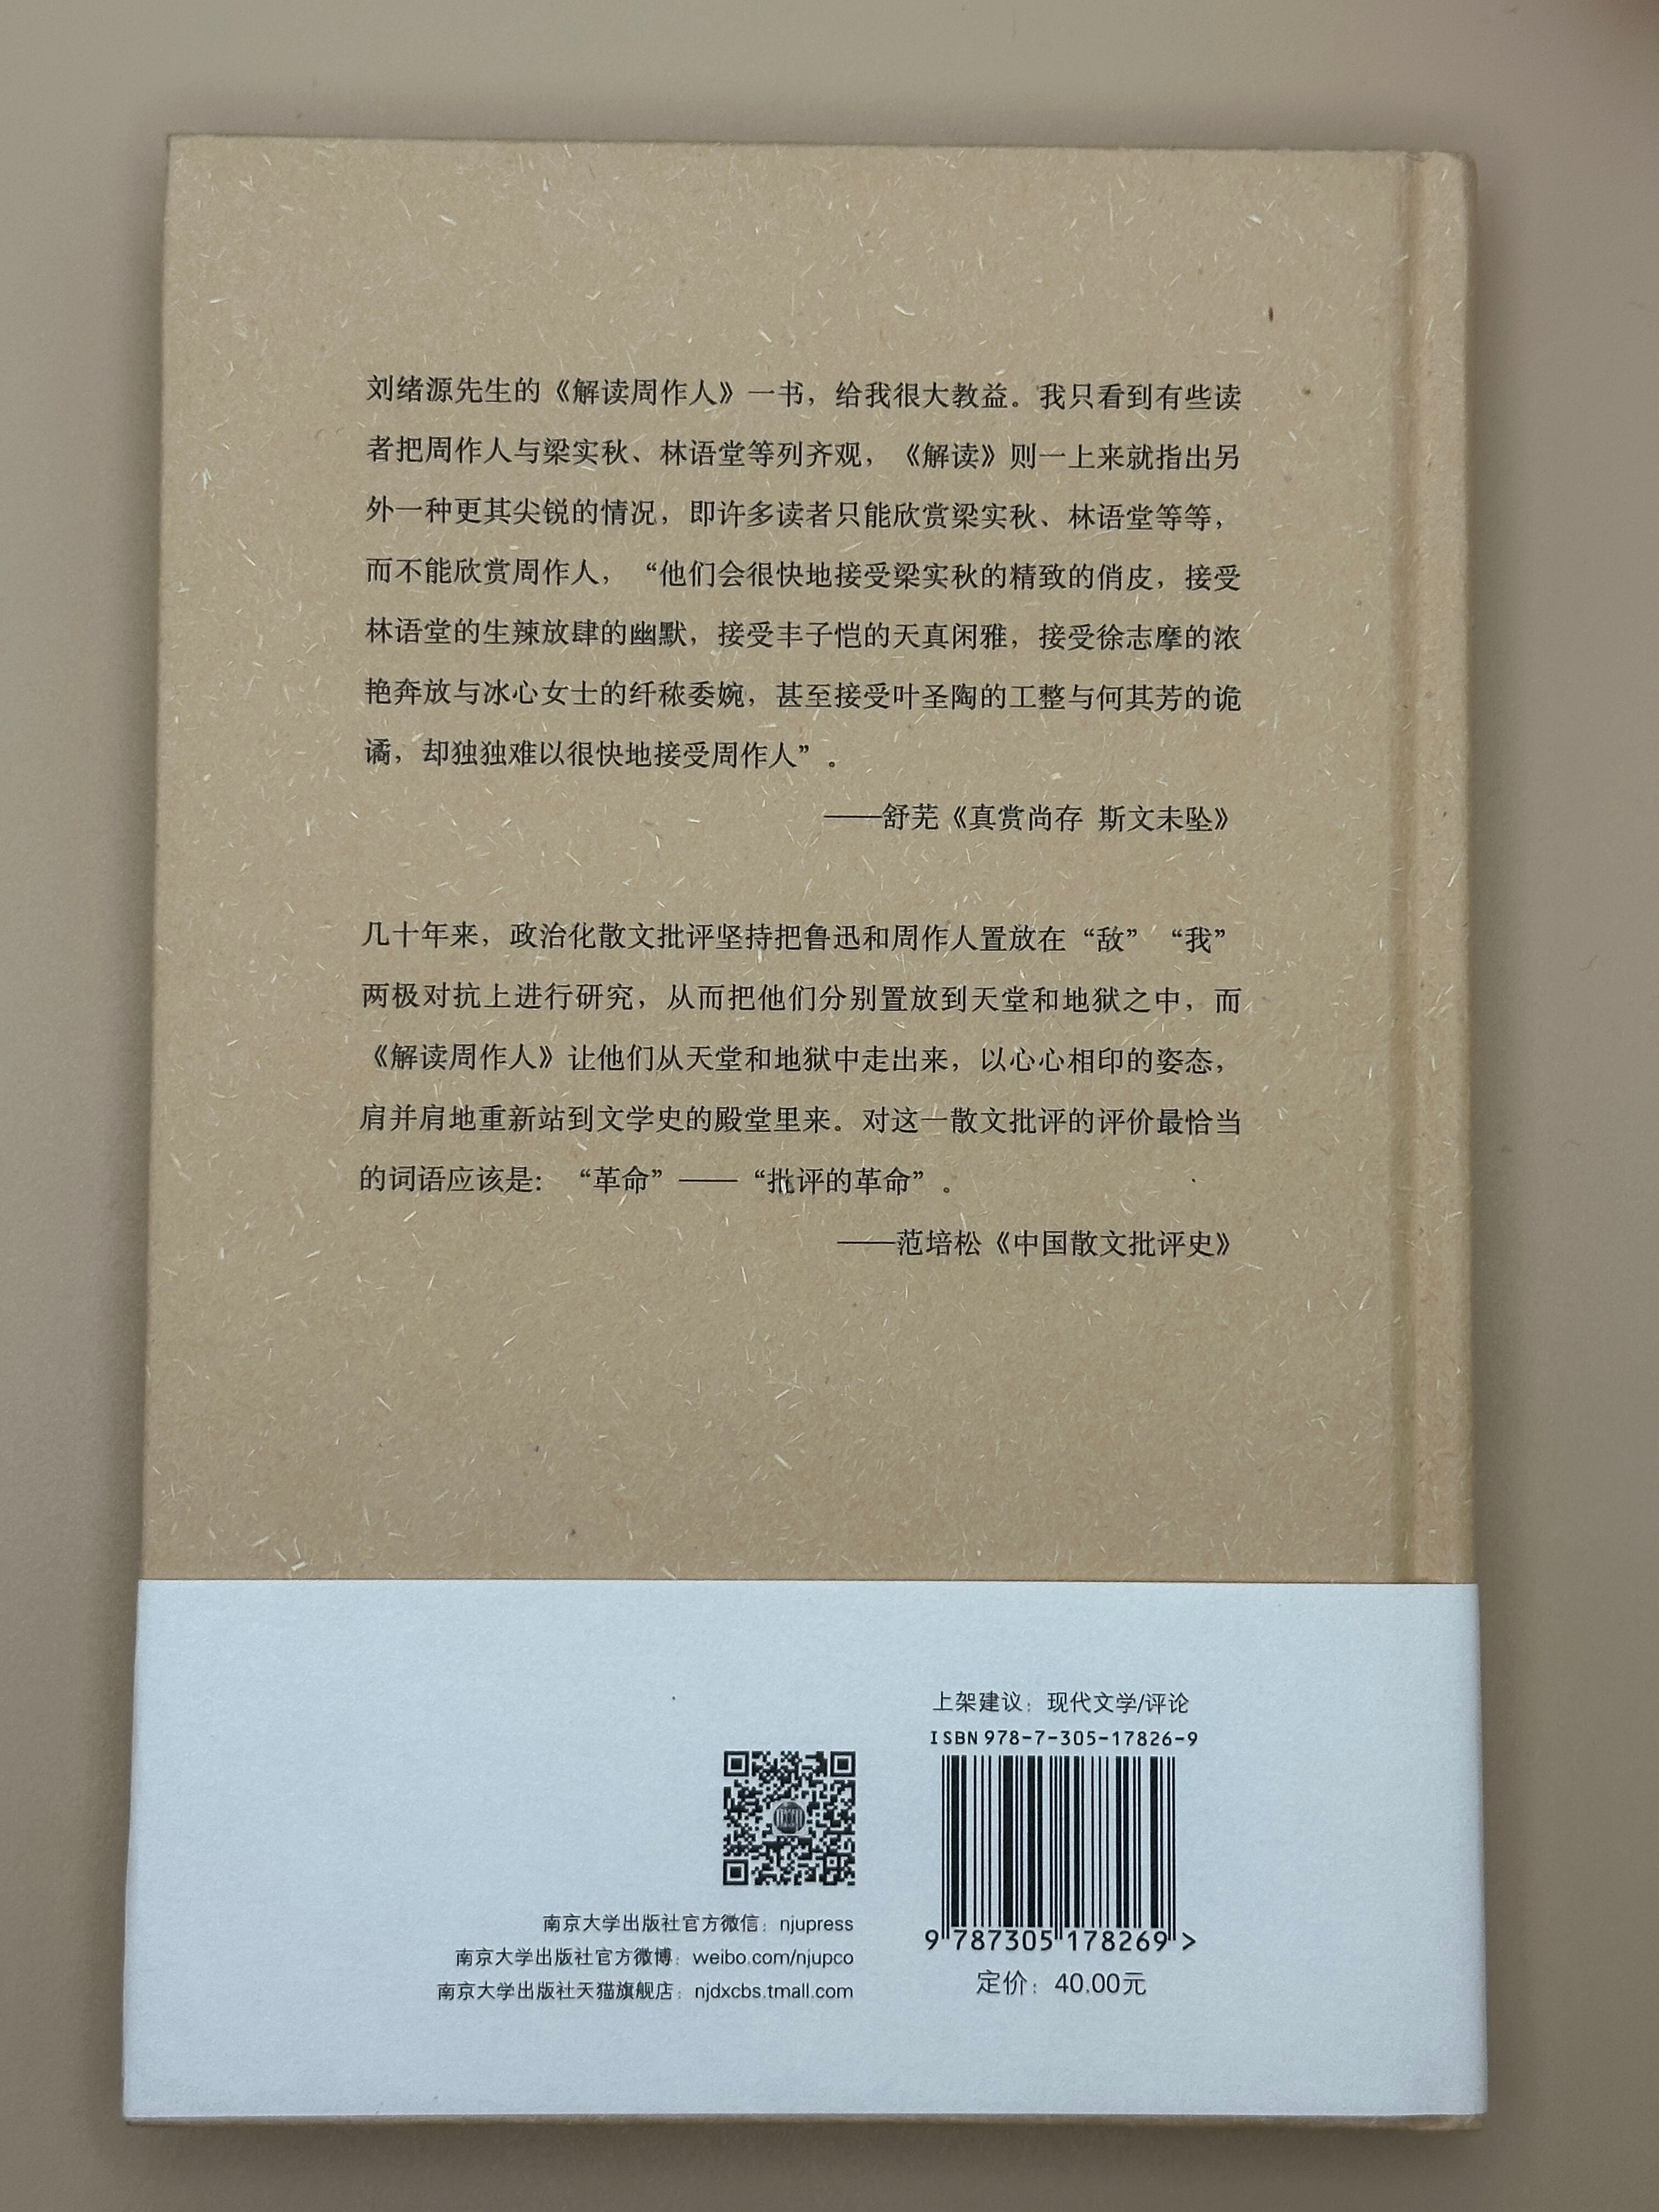 刘绪源先生的《解读周作人》一书，给我很大教益。我只看到有些读
者把周作人与梁实秋、林语堂等列齐观，《解读》则一上来就指出另
外一种更其尖锐的情况，即许多读者只能欣赏梁实秋、林语堂等等，
而不能欣赏周作人，“他们会很快地接受梁实秋的精致的俏皮，接受
林语堂的生辣放肆的幽默，接受丰子恺的天真闲雅，接受徐志摩的浓
艳奔放与冰心女士的纤秾委婉，甚至接受叶圣陶的工整与何其芳的诡
谲，却独独难以很快地接受周作人”。
——舒芜《真赏尚存 斯文未坠》
几十年来，政治化散文批评坚持把鲁迅和周作人置放在“敌”“我”
两极对抗上进行研究，从而把他们分别置放到天堂和地狱之中，而
《解读周作人》让他们从天堂和地狱中走出来，以心心相印的姿态，
肩并肩地重新站到文学史的殿堂里来。对这一散文批评的评价最恰当
的词语应该是：“革命”——“批评的革命”。
——范培松《中国散文批评史》
上架建议：现代文学/评论
ISBN 978-7-305-17826-9
9 787305 178269 >
定价：40.00元
南京大学出版社官方微信：njupress
南京大学出版社官方微博：weibo.com/njupco
南京大学出版社天猫旗舰店：njdxcbs.tmall.com